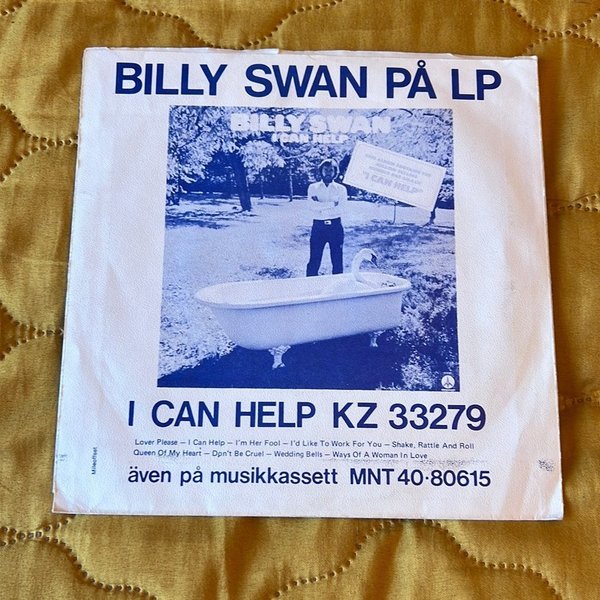 BILLY SWAN PÅ LP
BILLY SWAN
I CAN HELP
"I CAN HELP"
I CAN HELP KZ 33279
Lover Please — I Can Help — I'm Her Fool — I'd Like To Work For You — Shake, Rattle And Roll
Queen Of My Heart — Dpn't Be Cruel — Wedding Bells — Ways Of A Woman In Love
även på musikkassett MNT 40·80615
Mileoffset